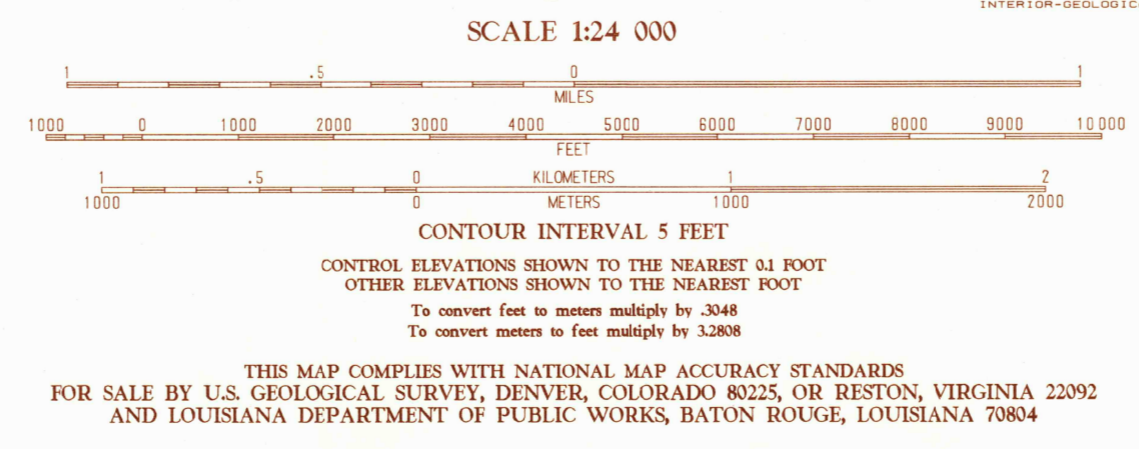 INTERIOR-GEOLOGIC
SCALE 1:24 000
1 .5 0 1
MILES
1000 0 1000 2000 3000 4000 5000 6000 7000 8000 9000 10 000
FEET
1 .5 0 KILOMETERS 1 2
1000 0 METERS 1000 2000
CONTOUR INTERVAL 5 FEET
CONTROL ELEVATIONS SHOWN TO THE NEAREST 0.1 FOOT
OTHER ELEVATIONS SHOWN TO THE NEAREST FOOT
To convert feet to meters multiply by .3048
To convert meters to feet multiply by 3.2808
THIS MAP COMPLIES WITH NATIONAL MAP ACCURACY STANDARDS
FOR SALE BY U.S. GEOLOGICAL SURVEY, DENVER, COLORADO 80225, OR RESTON, VIRGINIA 22092
AND LOUISIANA DEPARTMENT OF PUBLIC WORKS, BATON ROUGE, LOUISIANA 70804